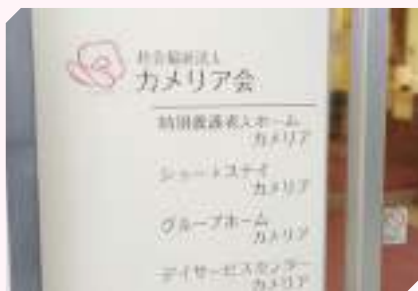 社会福祉法人
カメリア会
特別養護老人ホーム
カメリア
ショートステイ
カメリア
グループホーム
カメリア
デイサービスセンター
カメリア